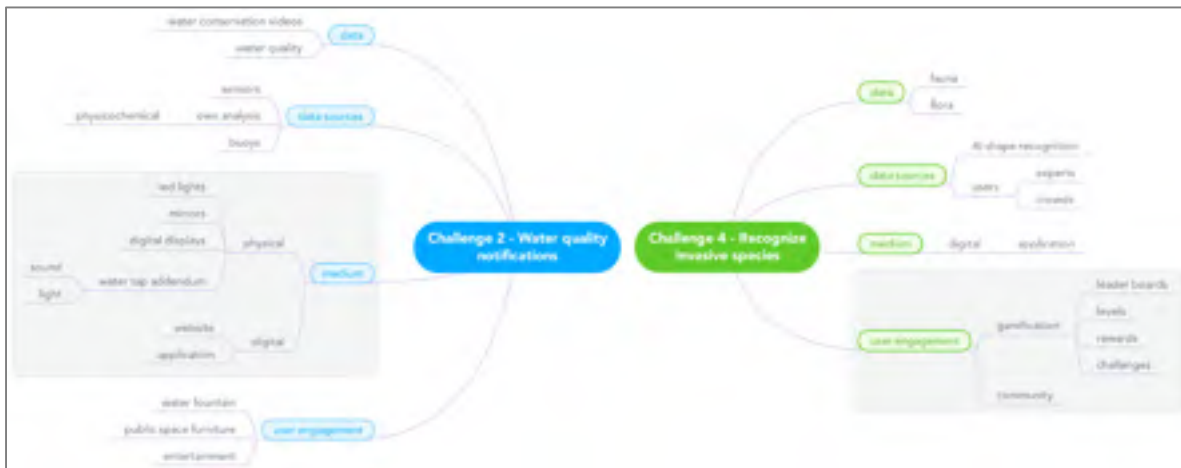 water conservation videos
data
water quality
sensors
data sources
physicochemical
own analysis
buoys
led lights
mirrors
digital displays
physical
sound
water tap addendum
light
medium
website
digital
application
water fountain
public space furniture
user engagement
entertainment
Challenge 2 - Water quality
notifications
Challenge 4 - Recognize
invasive species
data
fauna
flora
data sources
AI shape recognition
users
experts
crowds
medium
digital
application
user engagement
gamification
leader boards
levels
rewards
challenges
community